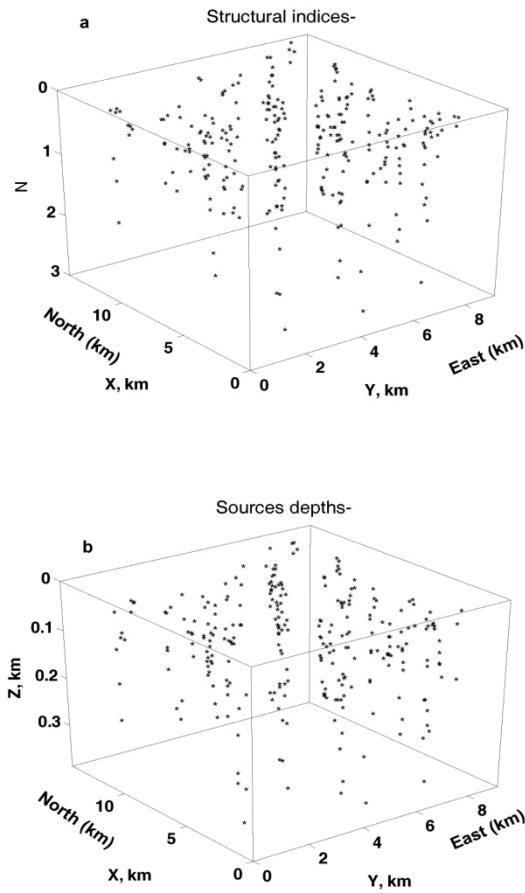 a
Structural indices-
0
1
N
2
3
10
North (km)
5
X, km
0
0
2
Y, km
4
6
8
East (km)
b
Sources depths-
0
0.1
Z, km
0.2
0.3
10
North (km)
5
X, km
0
0
2
Y, km
4
6
8
East (km)